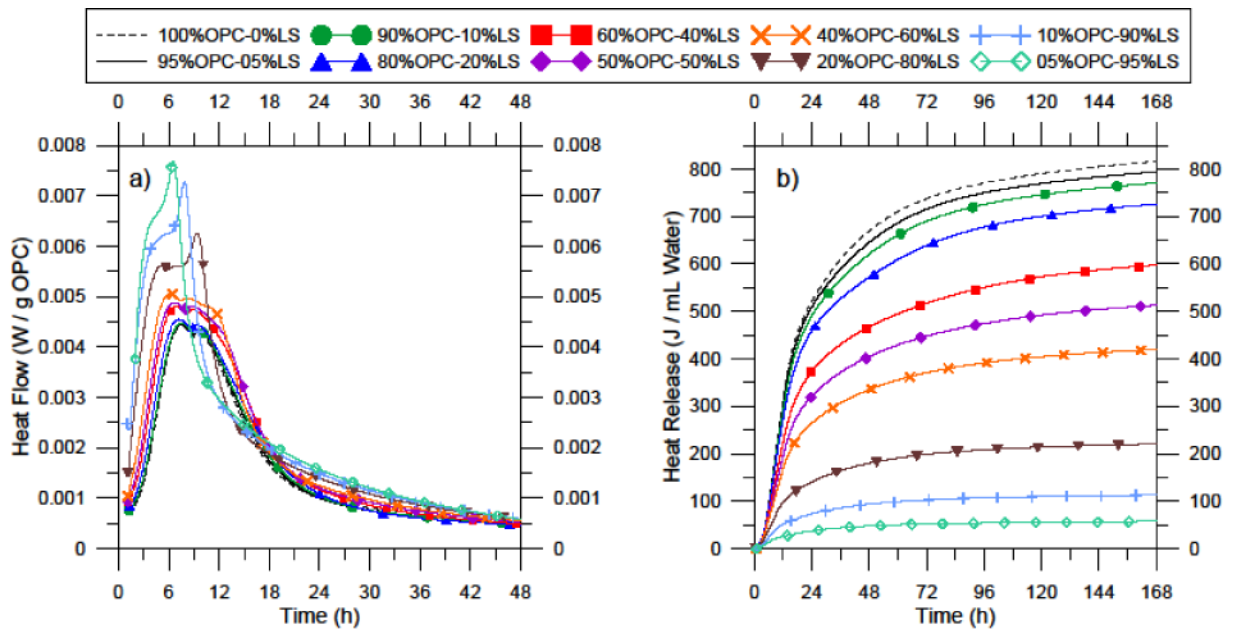 100%OPC-0%LS 90%OPC-10%LS 60%OPC-40%LS 40%OPC-60%LS 10%OPC-90%LS
95%OPC-05%LS 80%OPC-20%LS 50%OPC-50%LS 20%OPC-80%LS 05%OPC-95%LS
0 6 12 18 24 30 36 42 48
0.008 0.008
0.007 0.007
0.006 0.006
0.005 0.005
0.004 0.004
0.003 0.003
0.002 0.002
0.001 0.001
0 0
a)
Heat Flow (W / g OPC)
0 6 12 18 24 30 36 42 48
Time (h)
0 24 48 72 96 120 144 168
800 800
700 700
600 600
500 500
400 400
300 300
200 200
100 100
0 0
b)
Heat Release (J / mL Water)
0 24 48 72 96 120 144 168
Time (h)